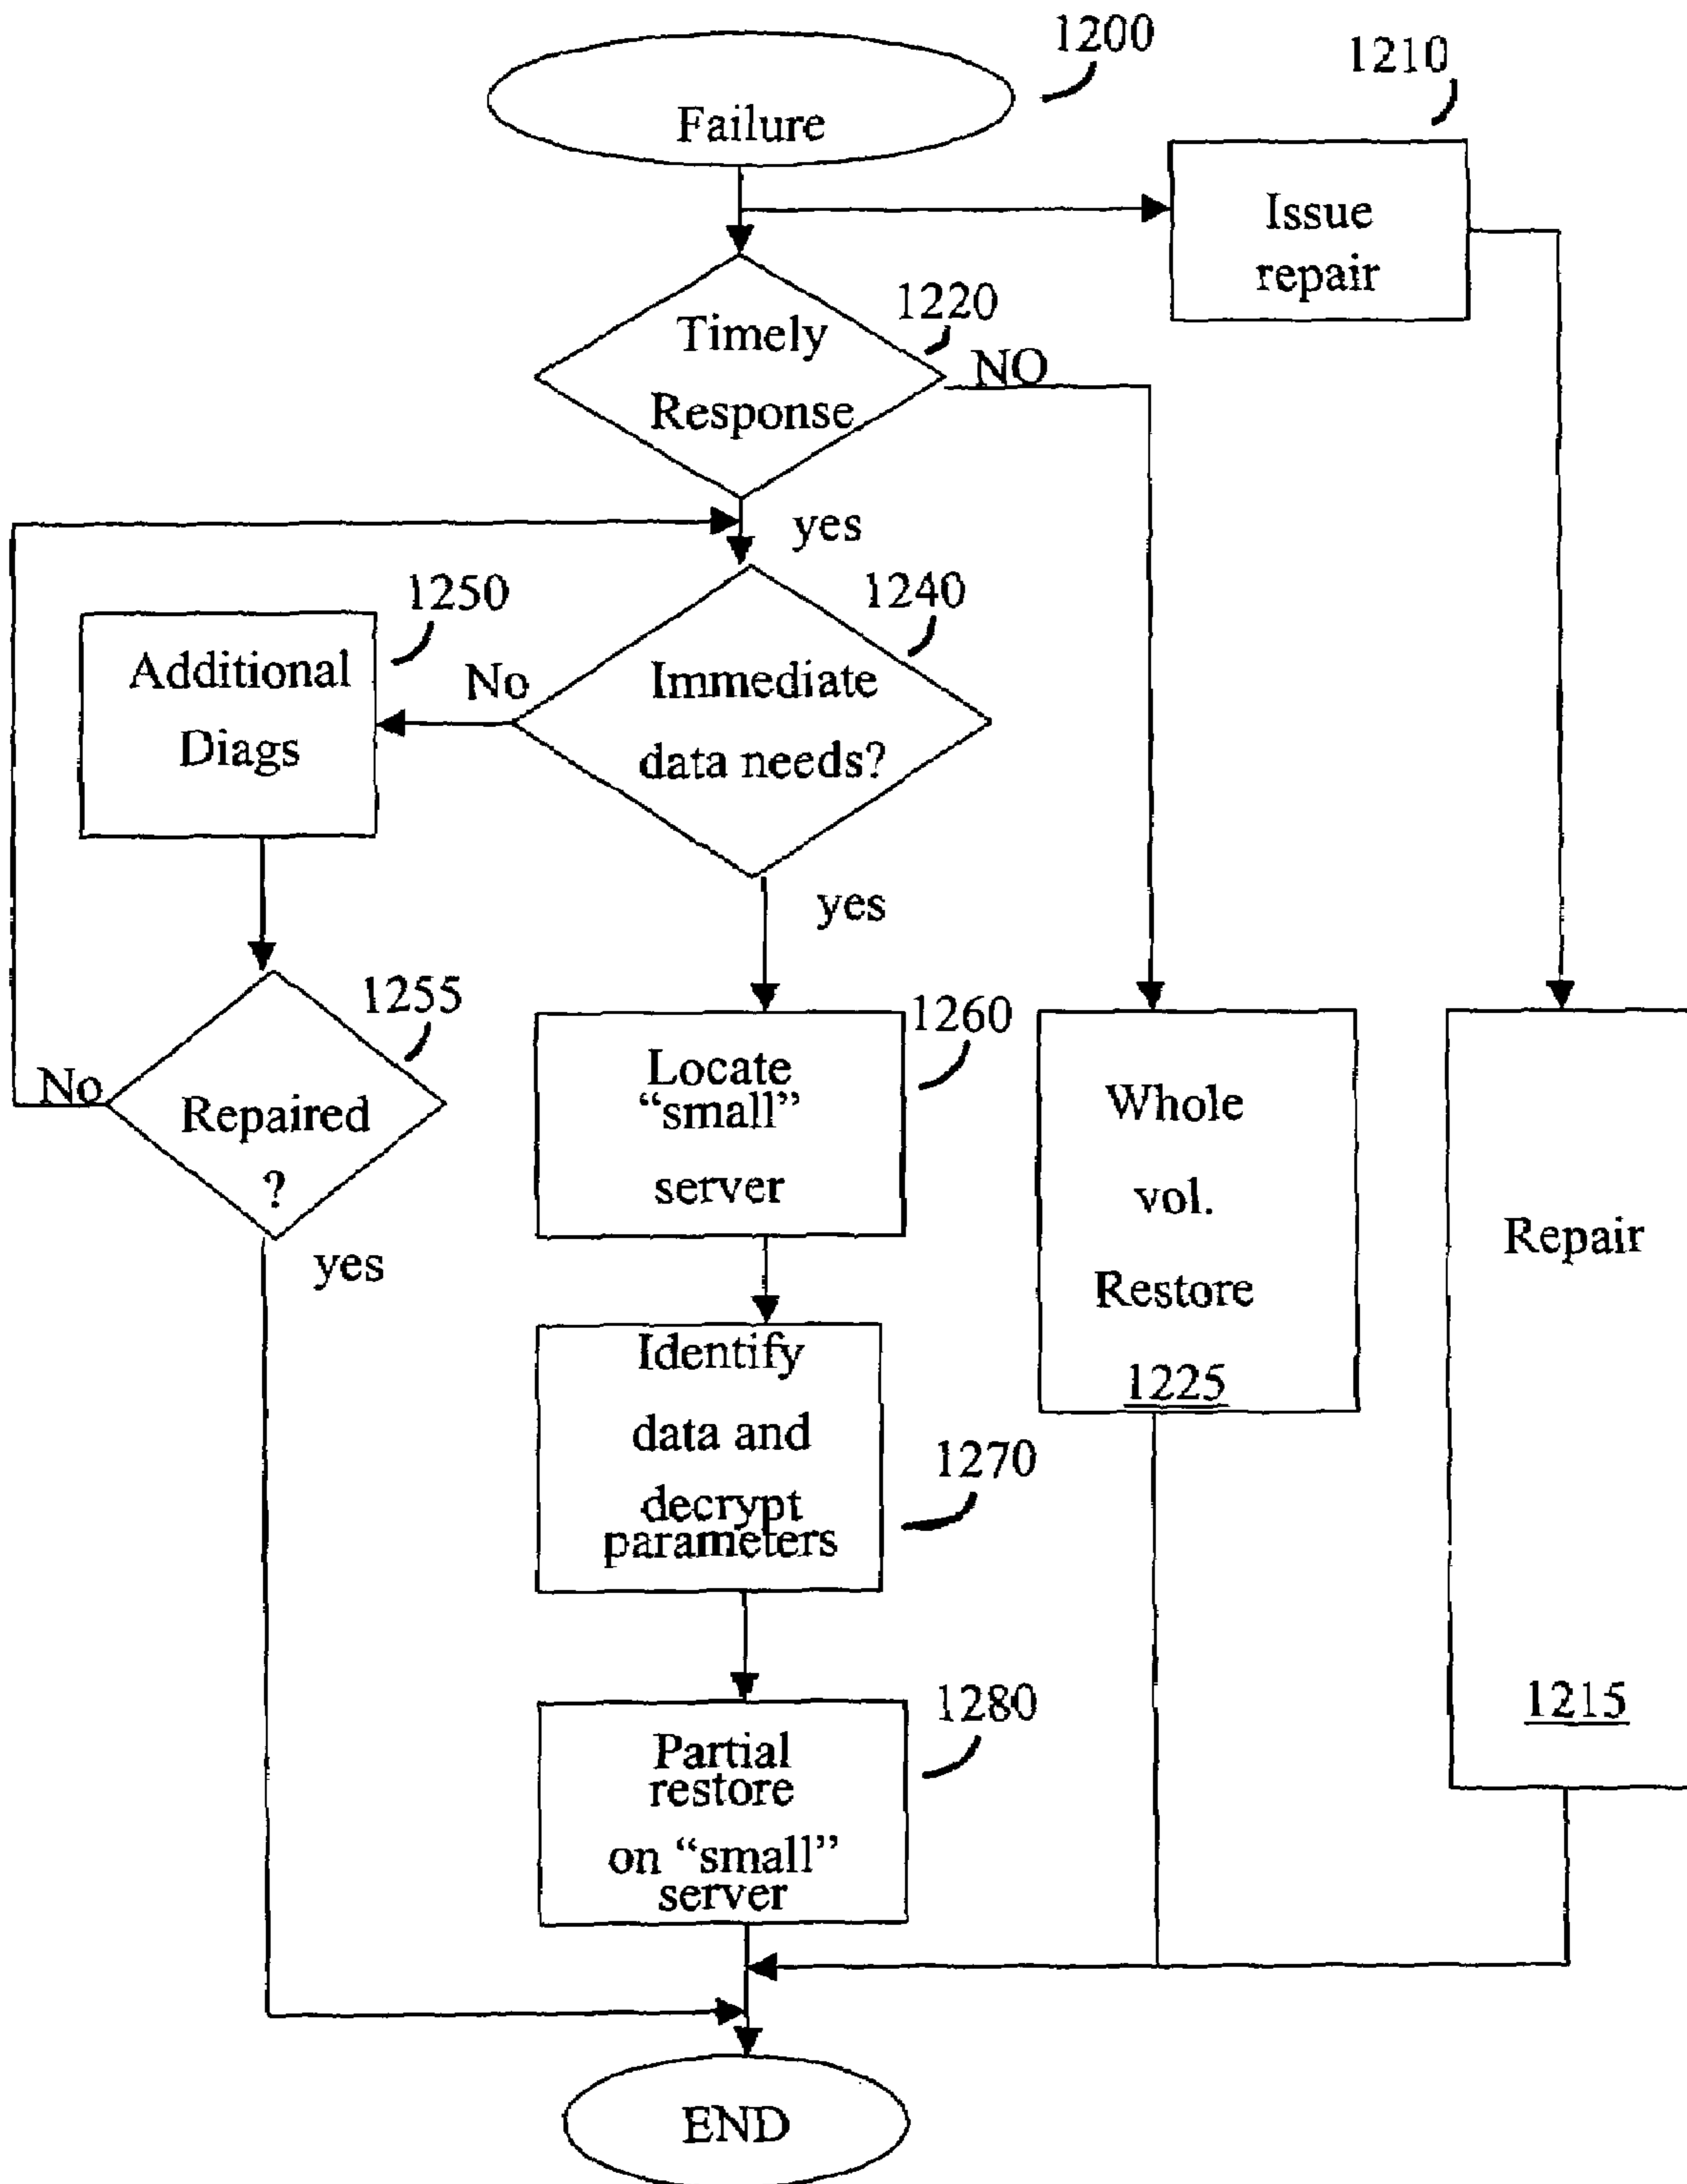 1200
Failure
1210
Issue
repair
1220
Timely
Response
NO
yes
1250
Additional
Diags
No
1240
Immediate
data needs?
yes
1255
No
Repaired
?
yes
1260
Locate
“small”
server
Whole
vol.
Restore
1225
Repair
1215
Identify
data and
decrypt
parameters
1270
Partial
restore
on “small”
server
1280
END